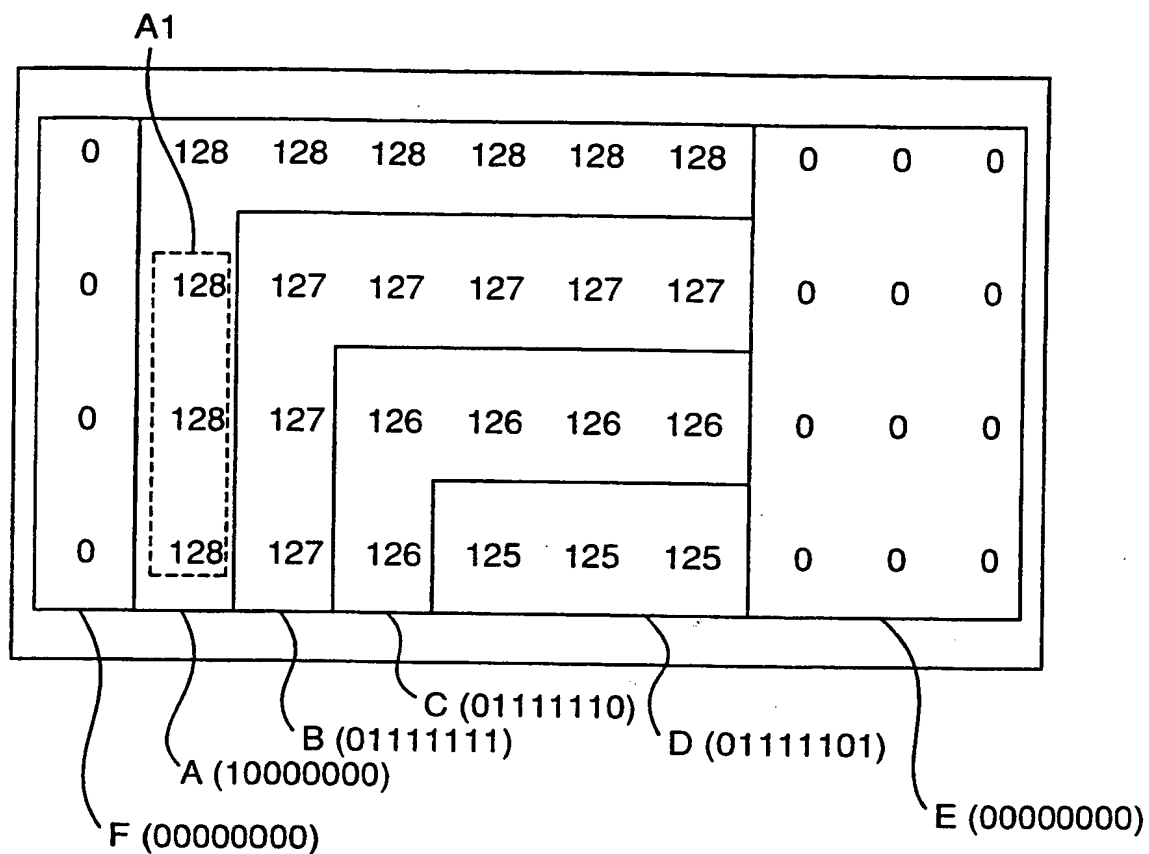 A1
0 128 128 128 128 128 128 0 0 0
0 128 127 127 127 127 127 0 0 0
0 128 127 126 126 126 126 0 0 0
0 128 127 126 125 125 125 0 0 0
C (01111110)
B (01111111)
D (01111101)
A (10000000)
E (00000000)
F (00000000)